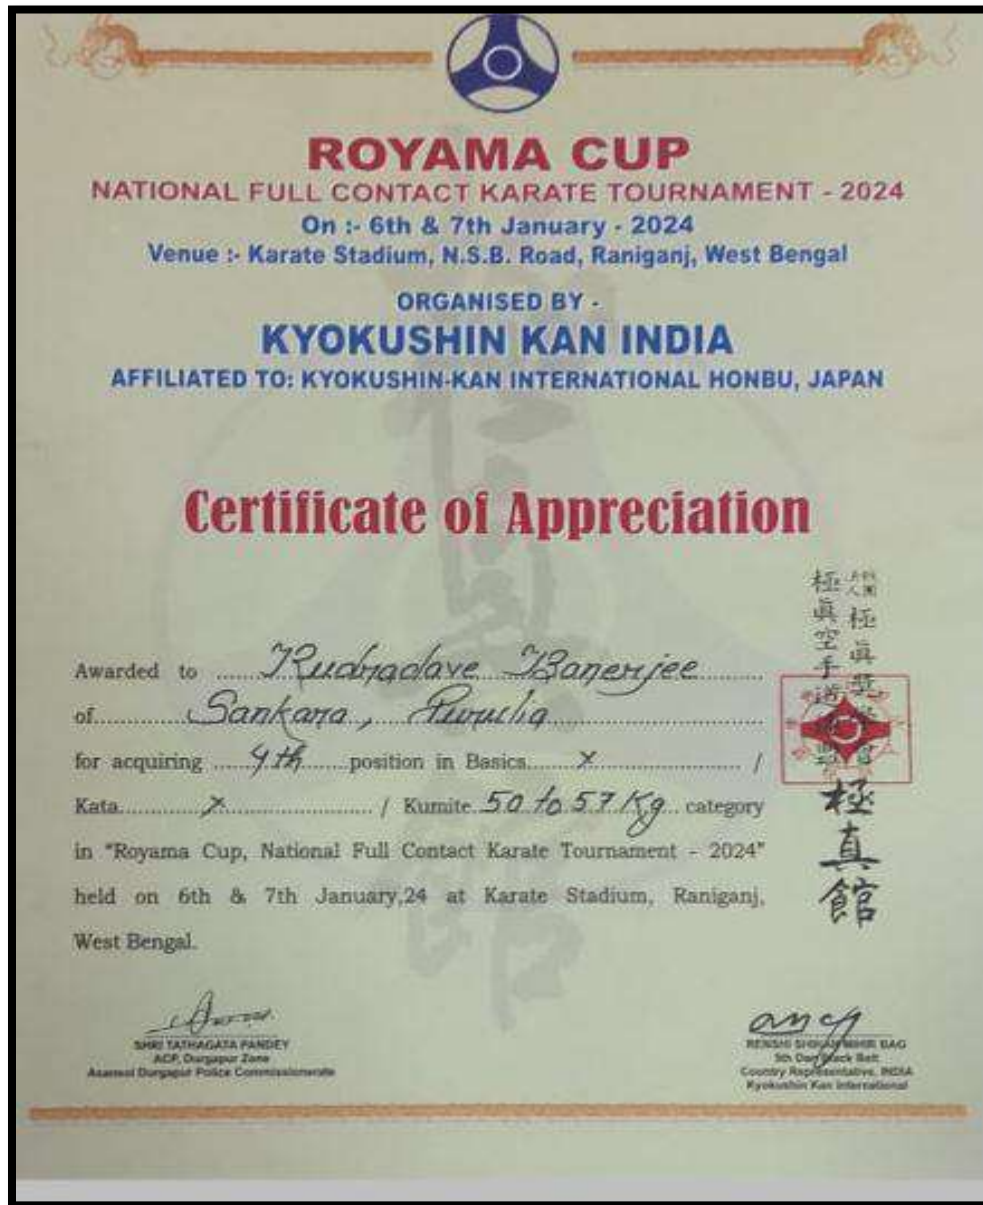 ROYAMA CUP
NATIONAL FULL CONTACT KARATE TOURNAMENT - 2024
On :- 6th & 7th January - 2024
Venue :- Karate Stadium, N.S.B. Road, Raniganj, West Bengal
ORGANISED BY -
KYOKUSHIN KAN INDIA
AFFILIATED TO: KYOKUSHIN-KAN INTERNATIONAL HONBU, JAPAN
Certificate of Appreciation
Awarded to ..... Rudradave Banerjee
of ..... Sankara, Purulia
for acquiring ..... 4th ..... position in Basics ..... X ..... /
Kata ..... X ..... / Kumite 50 to 57 Kg category
in "Royama Cup, National Full Contact Karate Tournament - 2024"
held on 6th & 7th January,24 at Karate Stadium, Raniganj,
West Bengal.
極真館
SHRI TATHAGATA PANDEY
ACP, Durgapur Zone
Asansol Durgapur Police Commissionerate
RENSHI SHIHAN MIHIR BAG
5th Dan Black Belt
Country Representative, INDIA
Kyokushin Kan International